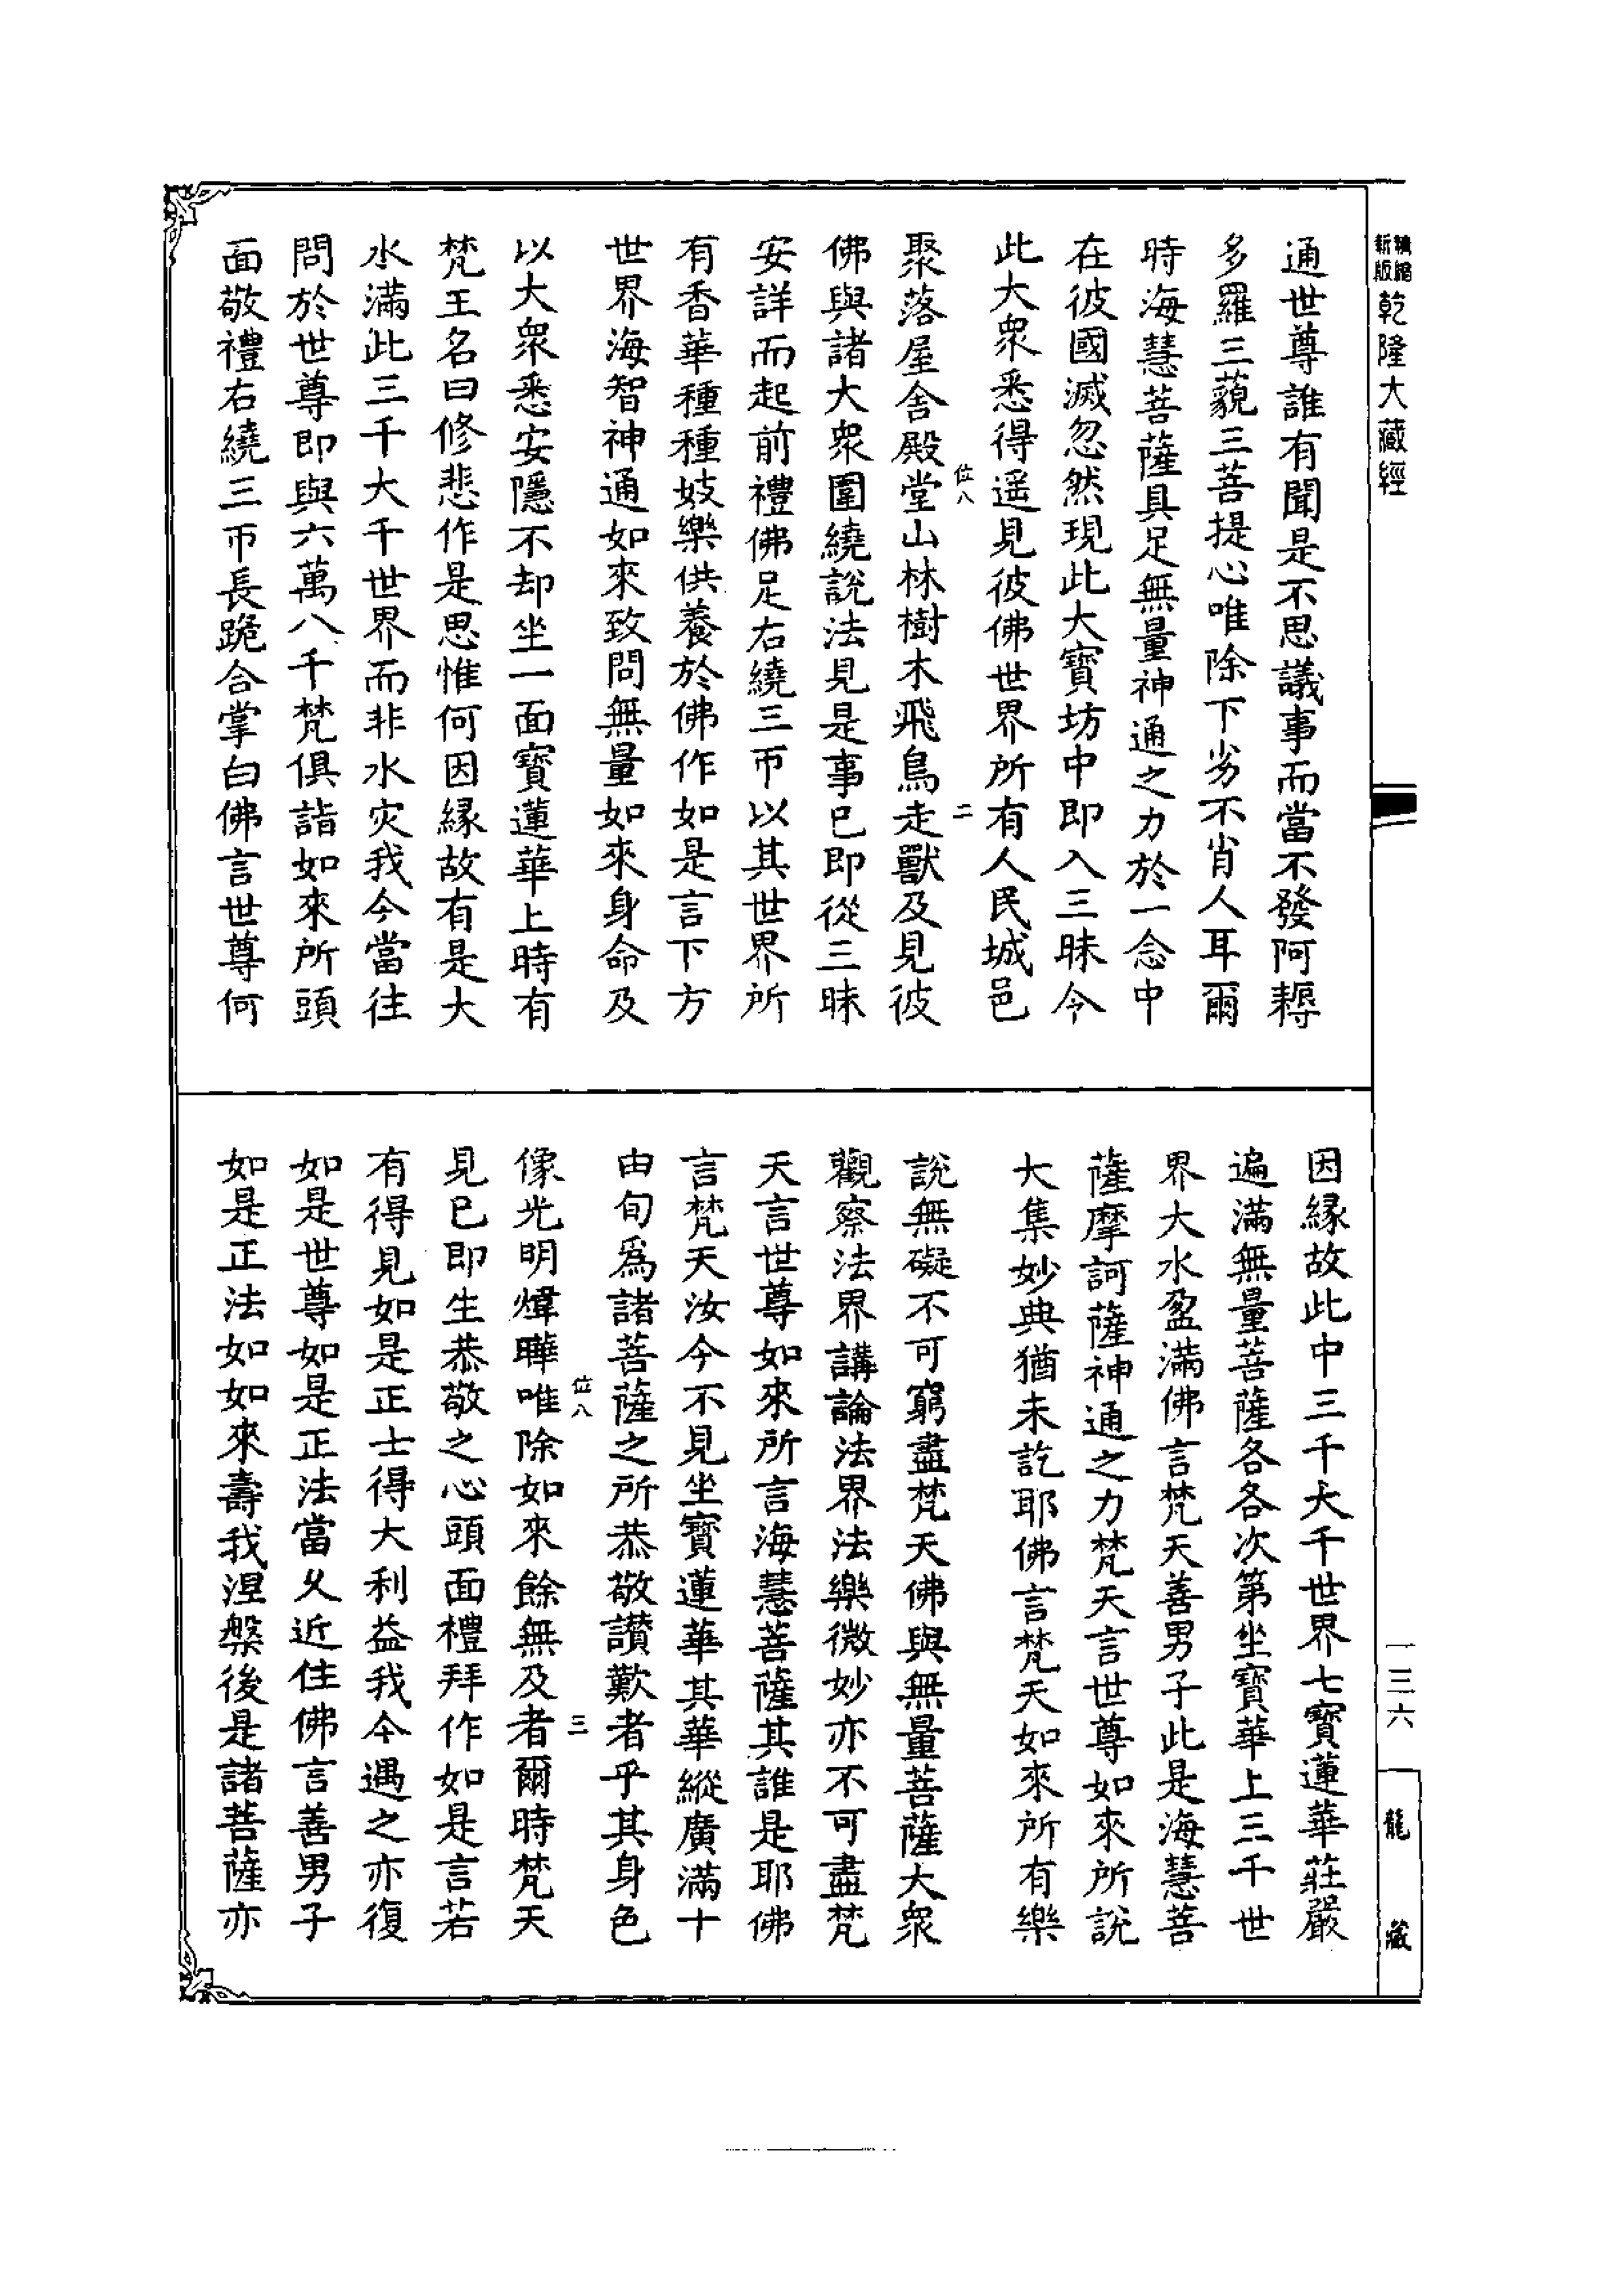 精縮
新版
乾隆大藏經
通世尊誰有聞是不思議事而當不發阿耨
多羅三藐三菩提心唯除下劣不肖人耳爾
時海慧菩薩具足無量神通之力於一念中
在彼國滅忽然現此大寶坊中即入三昧令
此大衆悉得遥見彼佛世界所有人民城邑
位八
二
聚落屋舍殿堂山林樹木飛鳥走獸及見彼
佛與諸大衆圍繞說法見是事已即從三昧
安詳而起前禮佛足右繞三帀以其世界所
有香華種種妓樂供養於佛作如是言下方
世界海智神通如來致問無量如來身命及
以大衆悉安隱不却坐一面寶蓮華上時有
梵王名曰修悲作是思惟何因緣故有是大
水滿此三千大千世界而非水灾我今當往
問於世尊即與六萬八千梵俱詣如來所頭
面敬禮右繞三帀長跪合掌白佛言世尊何
因緣故此中三千大千世界七寶蓮華莊嚴
遍滿無量菩薩各各次第坐寶華上三千世
界大水盈滿佛言梵天善男子此是海慧菩
薩摩訶薩神通之力梵天言世尊如來所說
大集妙典猶未訖耶佛言梵天如來所有樂
說無礙不可窮盡梵天佛與無量菩薩大衆
觀察法界講論法界法樂微妙亦不可盡梵
天言世尊如來所言海慧菩薩其誰是耶佛
言梵天汝今不見坐寶蓮華其華縱廣滿十
由旬爲諸菩薩之所恭敬讚歎者乎其身色
位八
三
像光明煒曄唯除如來餘無及者爾時梵天
見已即生恭敬之心頭面禮拜作如是言若
有得見如是正士得大利益我今遇之亦復
如是世尊如是正法當久近住佛言善男子
如是正法如如來壽我涅槃後是諸菩薩亦
一三六
龍藏